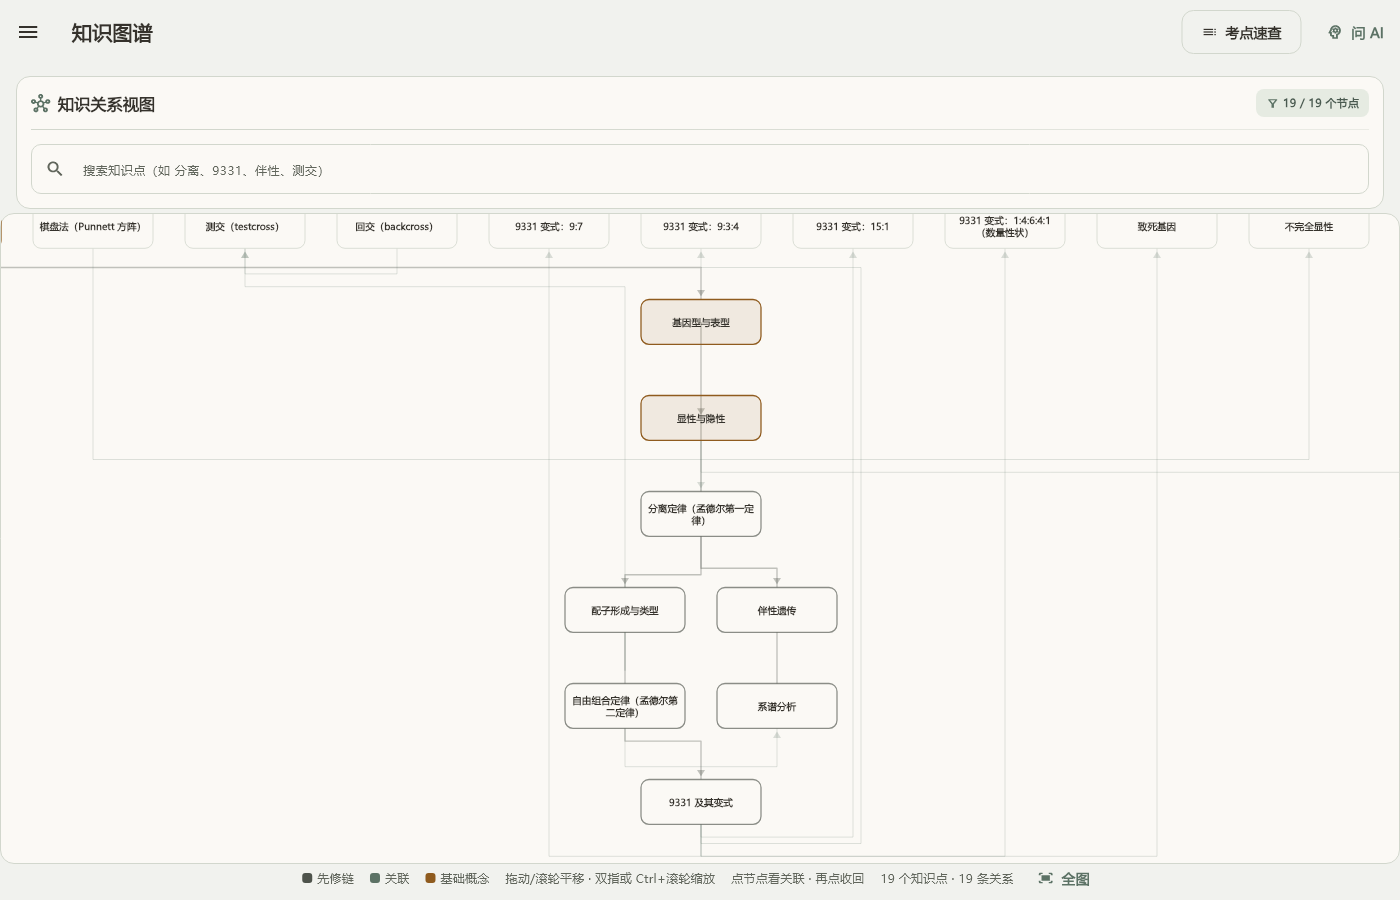 知识图谱
考点速查
问 AI
知识关系视图
19 / 19 个节点
搜索知识点（如 分离、9331、伴性、测交）
棋盘法（Punnett 方阵）
测交（testcross）
回交（backcross）
9331 变式：9:7
9331 变式：9:3:4
9331 变式：15:1
9331 变式：1:4:6:4:1
（数量性状）
致死基因
不完全显性
基因型与表型
显性与隐性
分离定律（孟德尔第一定
律）
配子形成与类型
伴性遗传
自由组合定律（孟德尔第
二定律）
系谱分析
9331 及其变式
先修链
关联
基础概念
拖动/滚轮平移 · 双指或 Ctrl+滚轮缩放
点节点看关联 · 再点收回
19 个知识点 · 19 条关系
全图